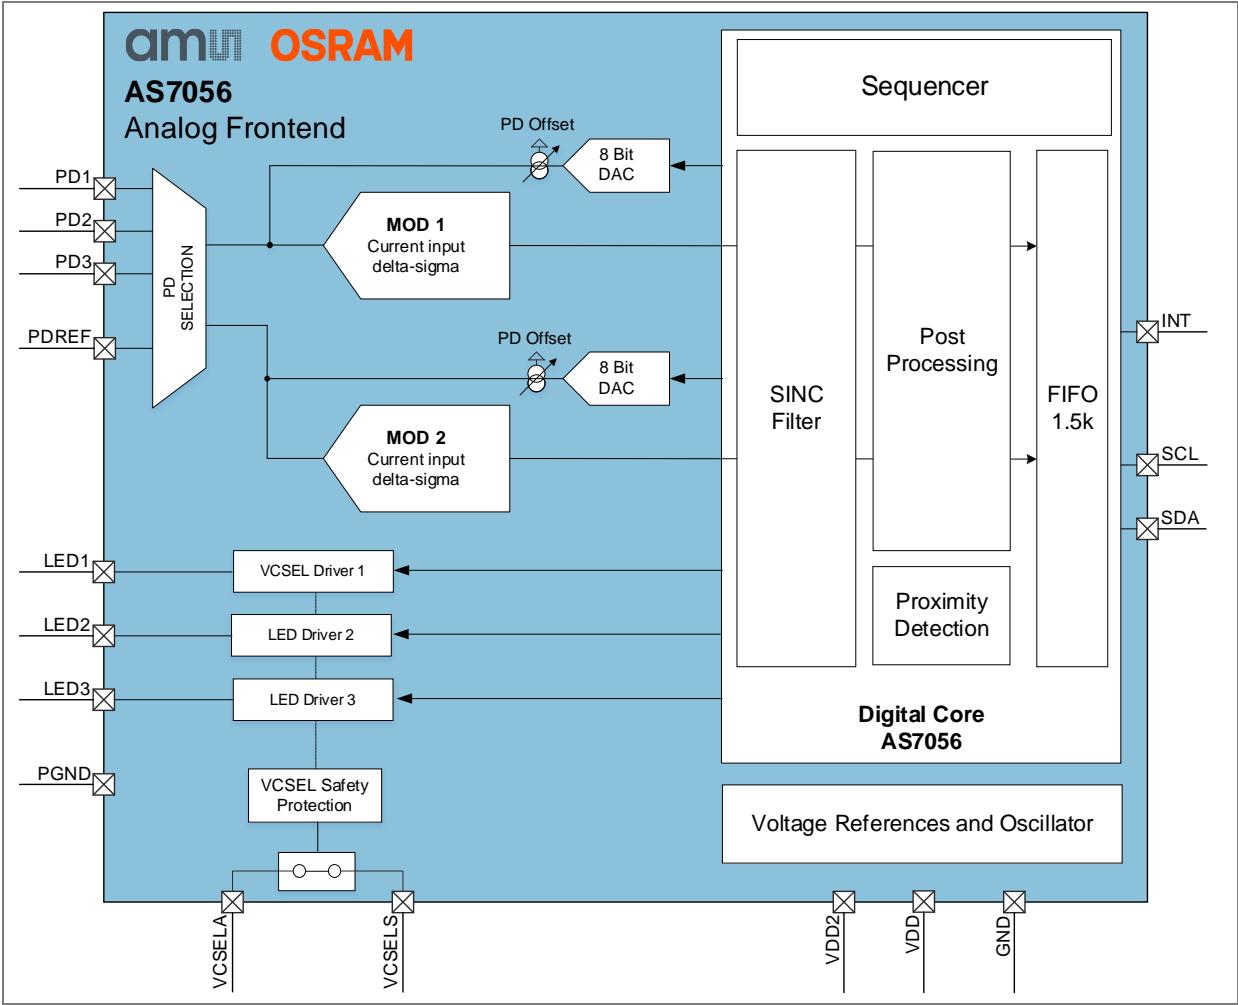 amu OSRAM
AS7056
Analog Frontend
Sequencer
PD Offset
8 Bit
DAC
PD1
PD2
PD3
PDREF
PD
SELECTION
MOD 1
Current input
delta-sigma
PD Offset
8 Bit
DAC
MOD 2
Current input
delta-sigma
SINC
Filter
Post
Processing
FIFO
1.5k
Proximity
Detection
Digital Core
AS7056
INT
SCL
SDA
LED1
VCSEL Driver 1
LED2
LED Driver 2
LED3
LED Driver 3
PGND
VCSEL Safety
Protection
Voltage References and Oscillator
VCSELA
VCSELS
VDD2
VDD
GND